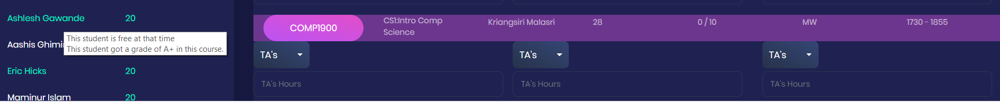 Ashlesh Gawande 20
This student is free at that time
This student got a grade of A+ in this course.
Aashis Ghimi
Eric Hicks 20
Maminur Islam 20
COMP1900 CS1:Intro Comp Kriangsiri Malasri 28 0 / 10 MW 1730 - 1855
Science
TA's TA's TA's
TA's Hours TA's Hours TA's Hours